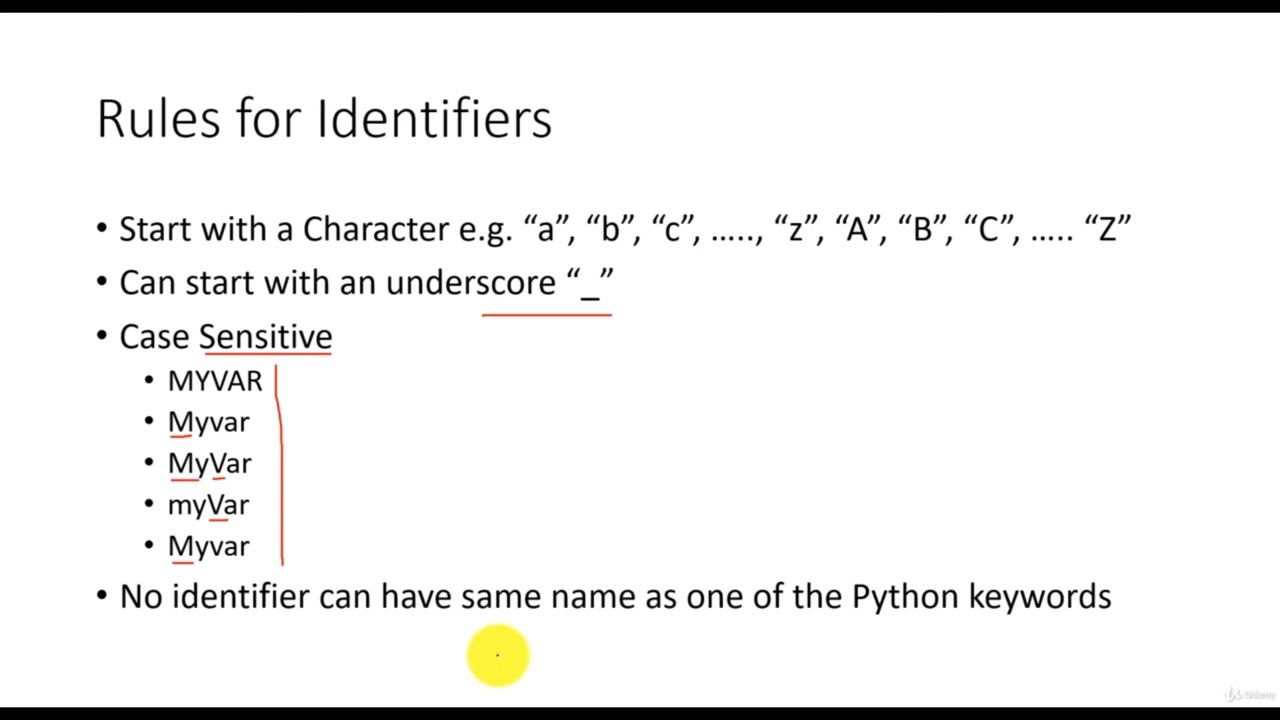 Rules for Identifiers
• Start with a Character e.g. “a”, “b”, “c”, ….., “z”, “A”, “B”, “C”, ….. “Z”
• Can start with an underscore “_”
• Case Sensitive
• MYVAR
• Myvar
• MyVar
• myVar
• Myvar
• No identifier can have same name as one of the Python keywords
Udemy